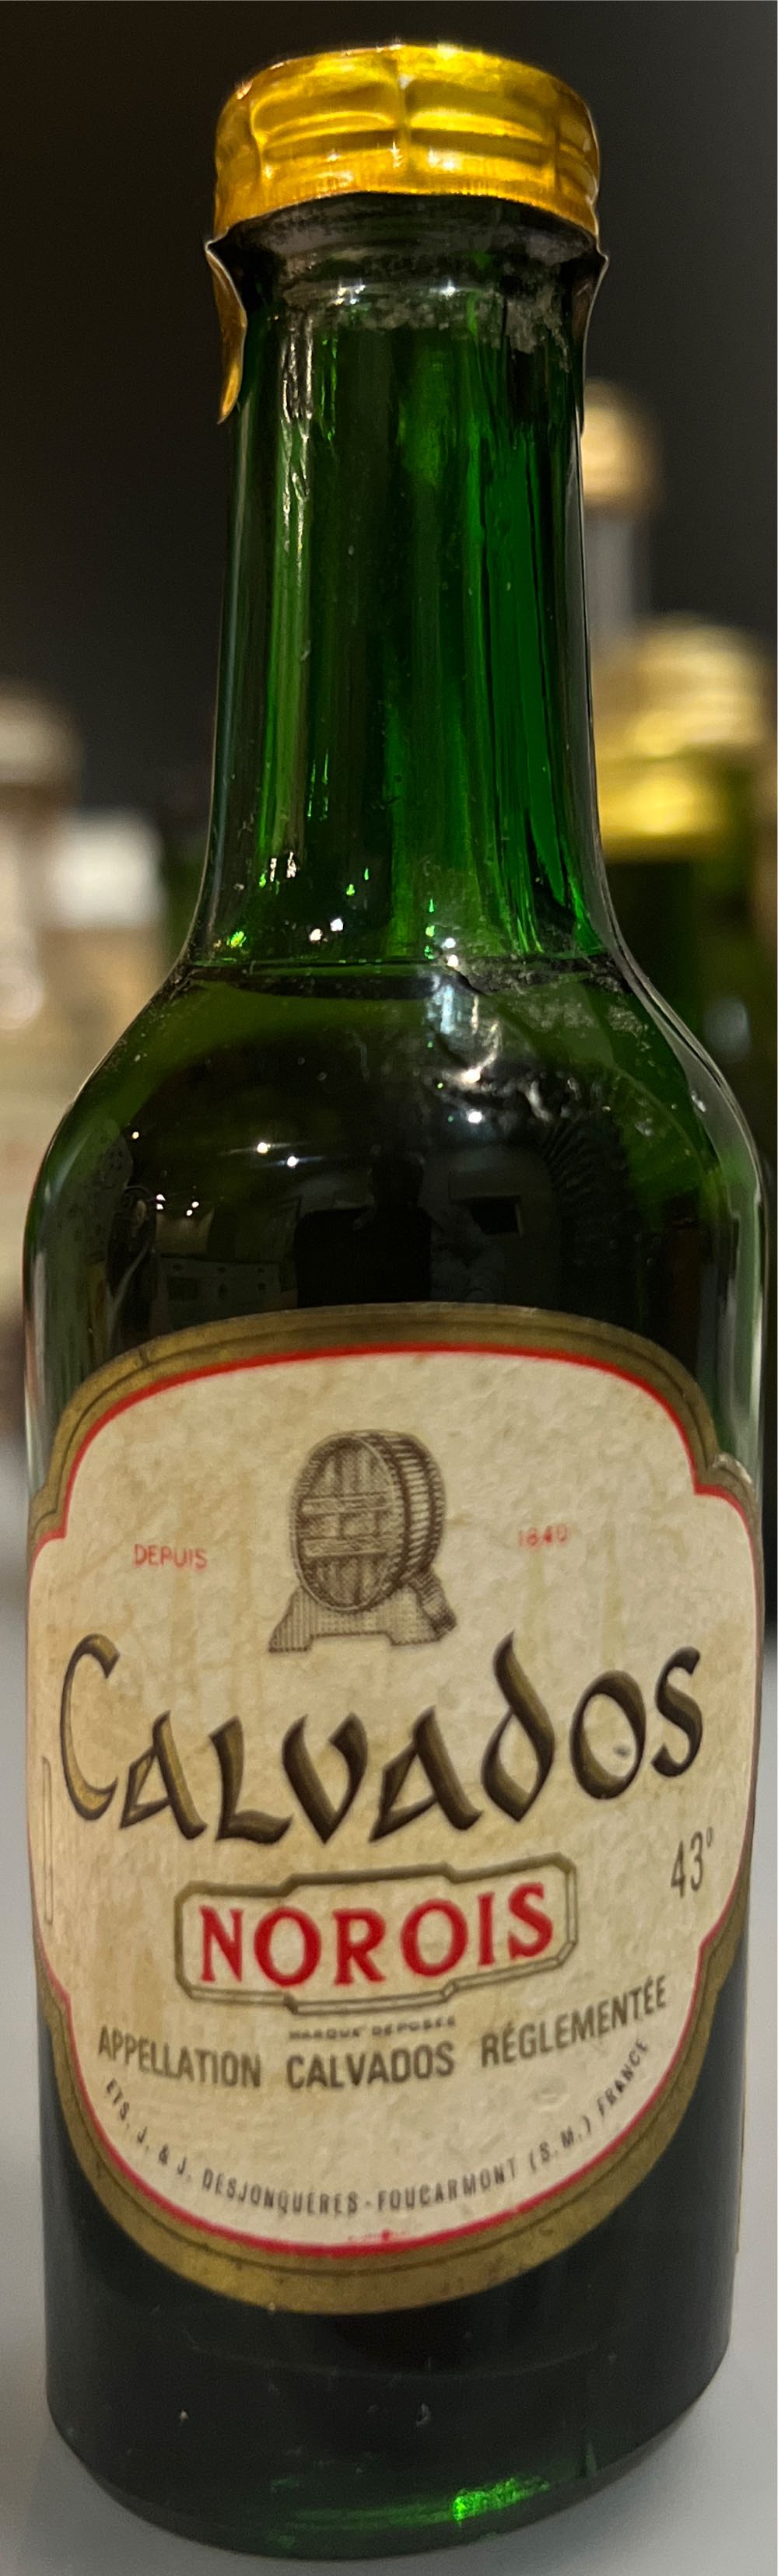 DEPUIS 1840
CALVADOS
43°
NOROIS
MARQUE DÉPOSÉE
APPELLATION CALVADOS RÉGLEMENTÉE
ETS. J. & J. DESJONQUÈRES-FOUCARMONT (S.M.) FRANCE